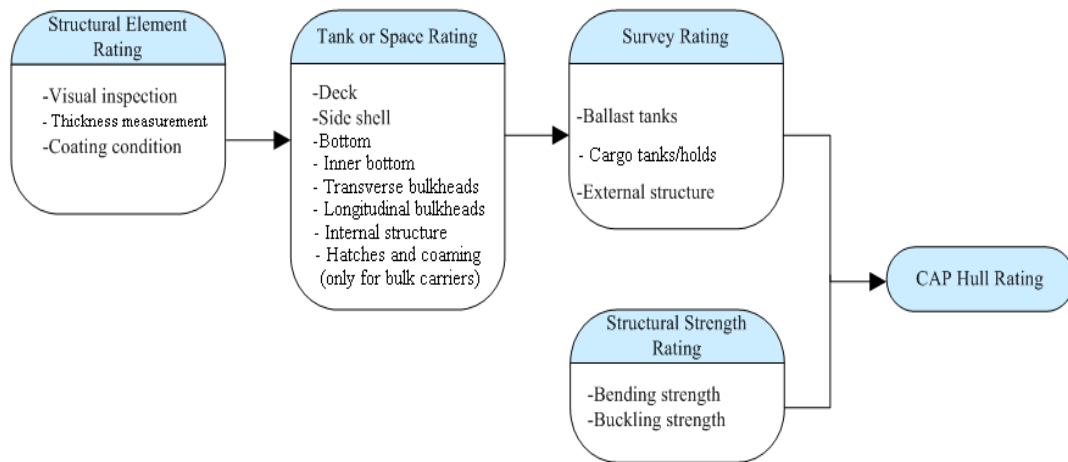 Structural Element
Rating
-Visual inspection
- Thickness measurement
-Coating condition
Tank or Space Rating
-Deck
-Side shell
-Bottom
- Inner bottom
- Transverse bulkheads
- Longitudinal bulkheads
- Internal structure
- Hatches and coaming
(only for bulk carriers)
Survey Rating
-Ballast tanks
- Cargo tanks/holds
-External structure
Structural Strength
Rating
-Bending strength
-Buckling strength
CAP Hull Rating